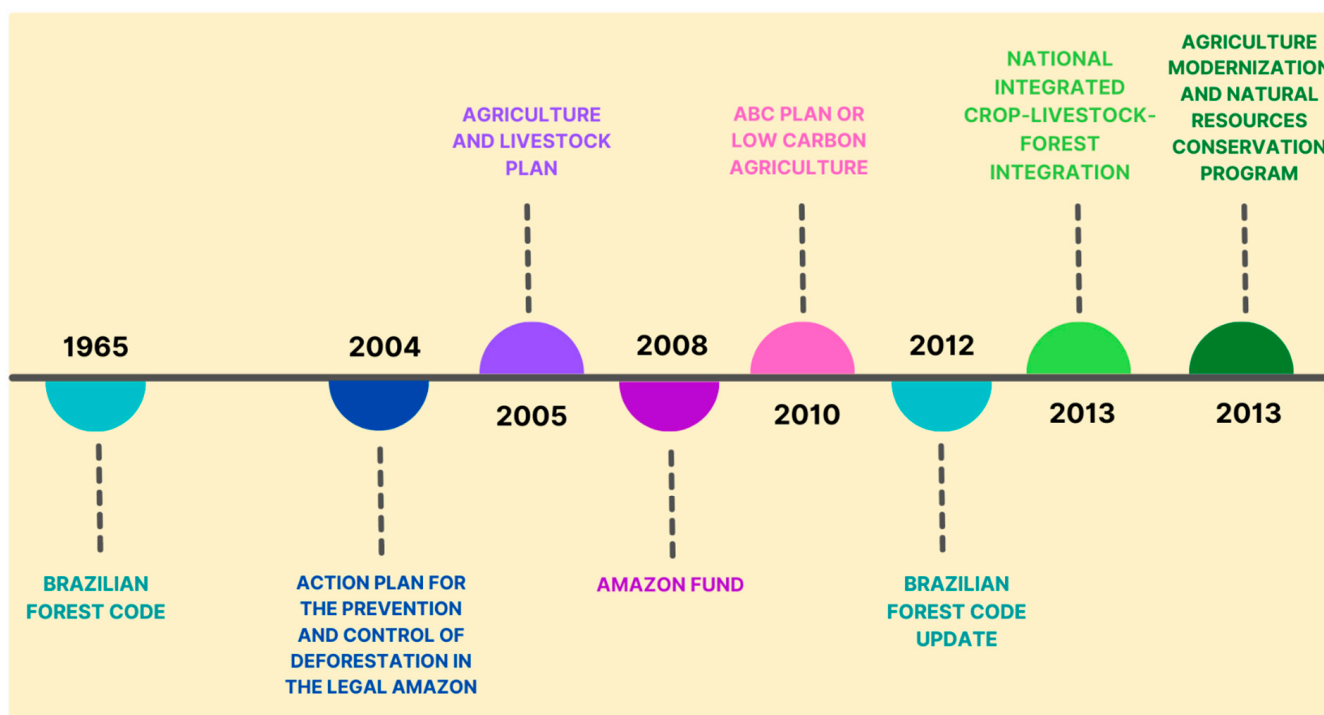 1965
BRAZILIAN
FOREST CODE
2004
ACTION PLAN FOR
THE PREVENTION
AND CONTROL OF
DEFORESTATION IN
THE LEGAL AMAZON
AGRICULTURE
AND LIVESTOCK
PLAN
2005
2008
AMAZON FUND
ABC PLAN OR
LOW CARBON
AGRICULTURE
2010
2012
BRAZILIAN
FOREST CODE
UPDATE
NATIONAL
INTEGRATED
CROP-LIVESTOCK-
FOREST
INTEGRATION
2013
AGRICULTURE
MODERNIZATION
AND NATURAL
RESOURCES
CONSERVATION
PROGRAM
2013